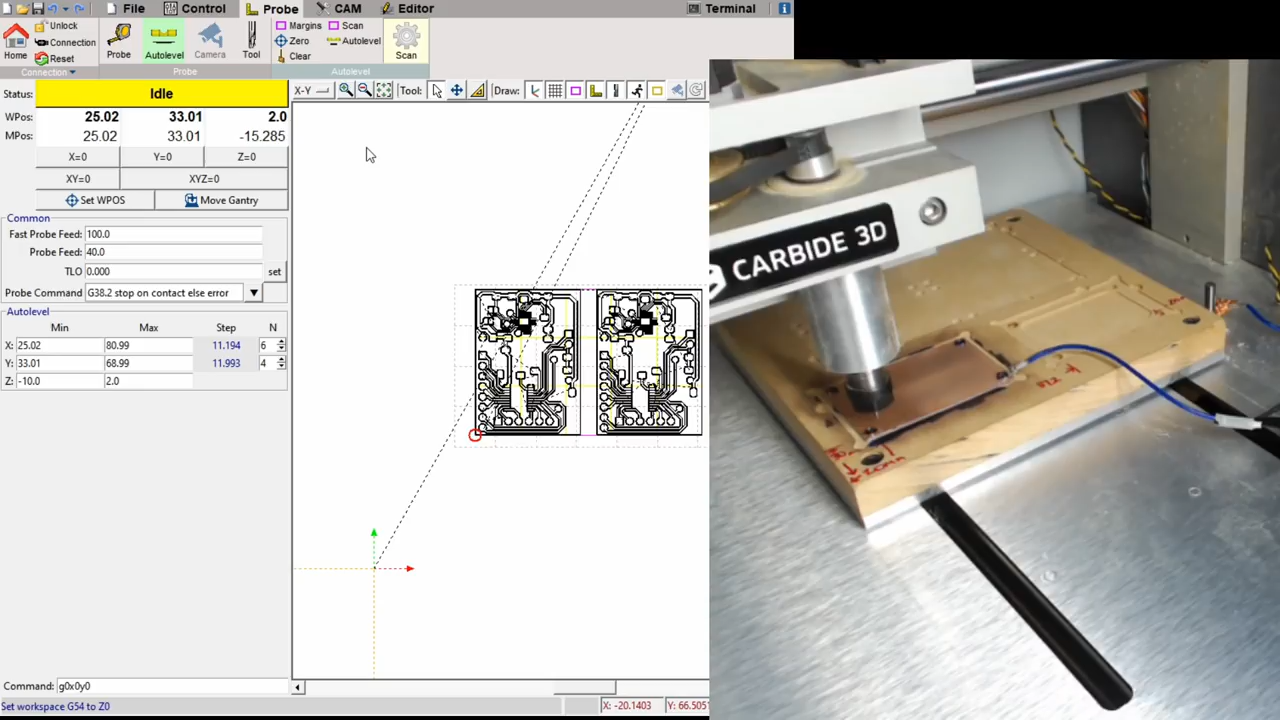 File Control Probe CAM Editor Terminal
Unlock
Connection
Reset
Home
Connection
Probe Autolevel Camera Tool
Probe
Margins Scan
Zero Autolevel
Clear
Scan
Autolevel
Status: Idle
WPos: 25.02 33.01 2.0
MPos: 25.02 33.01 -15.285
X=0 Y=0 Z=0
XY=0 XYZ=0
Set WPOS Move Gantry
Common
Fast Probe Feed: 100.0
Probe Feed: 40.0
TLO 0.000 set
Probe Command G38.2 stop on contact else error
Autolevel
Min Max Step N
X: 25.02 80.99 11.194 6
Y: 33.01 68.99 11.993 4
Z: -10.0 2.0
Command: g0x0y0
Set workspace G54 to Z0
X-Y Tool: Draw:
X: -20.1403 Y: 66.5051
CARBIDE 3D